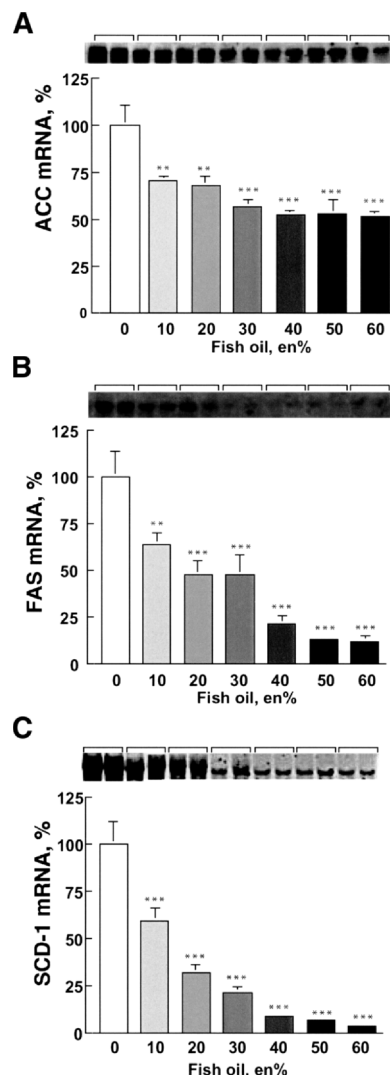 A
ACC mRNA, %
125
100
75
50
25
** ** *** *** *** ***
0 10 20 30 40 50 60
Fish oil, en%
B
FAS mRNA, %
125
100
75
50
25
** *** *** *** *** ***
0 10 20 30 40 50 60
Fish oil, en%
C
SCD-1 mRNA, %
125
100
75
50
25
0
*** *** *** *** *** ***
0 10 20 30 40 50 60
Fish oil, en%